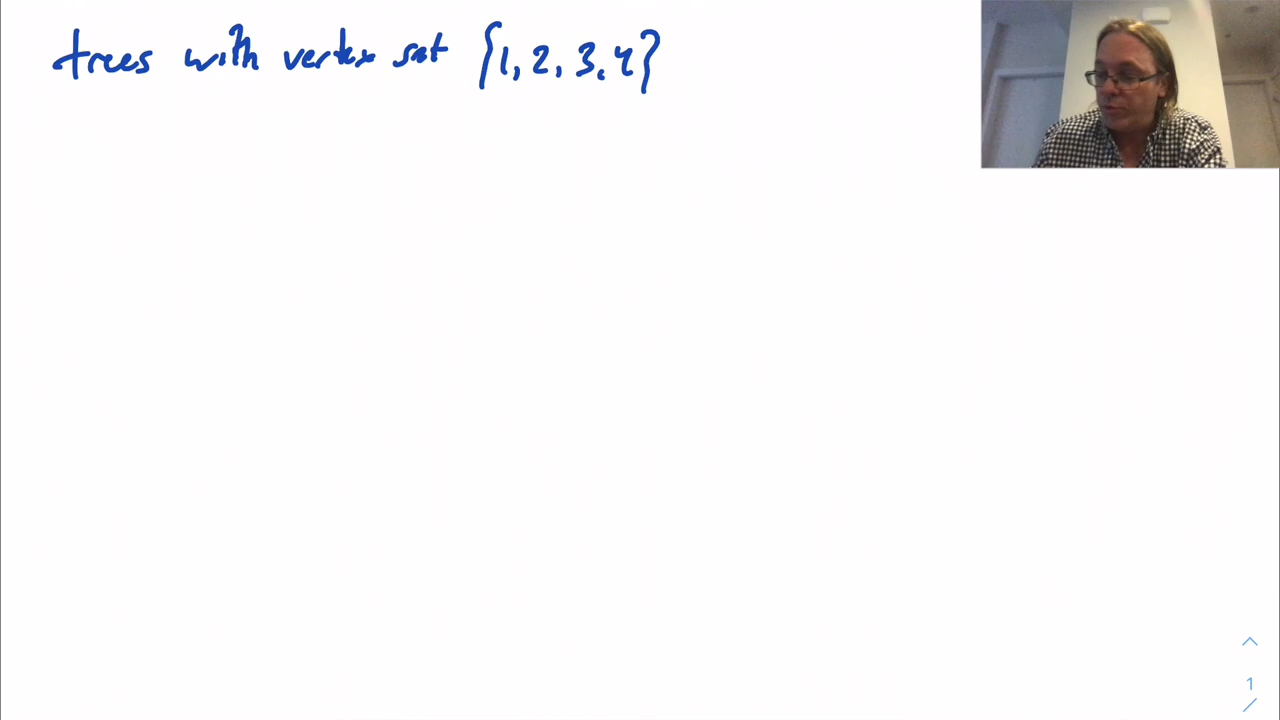 trees with vertex set {1, 2, 3, 4}
1